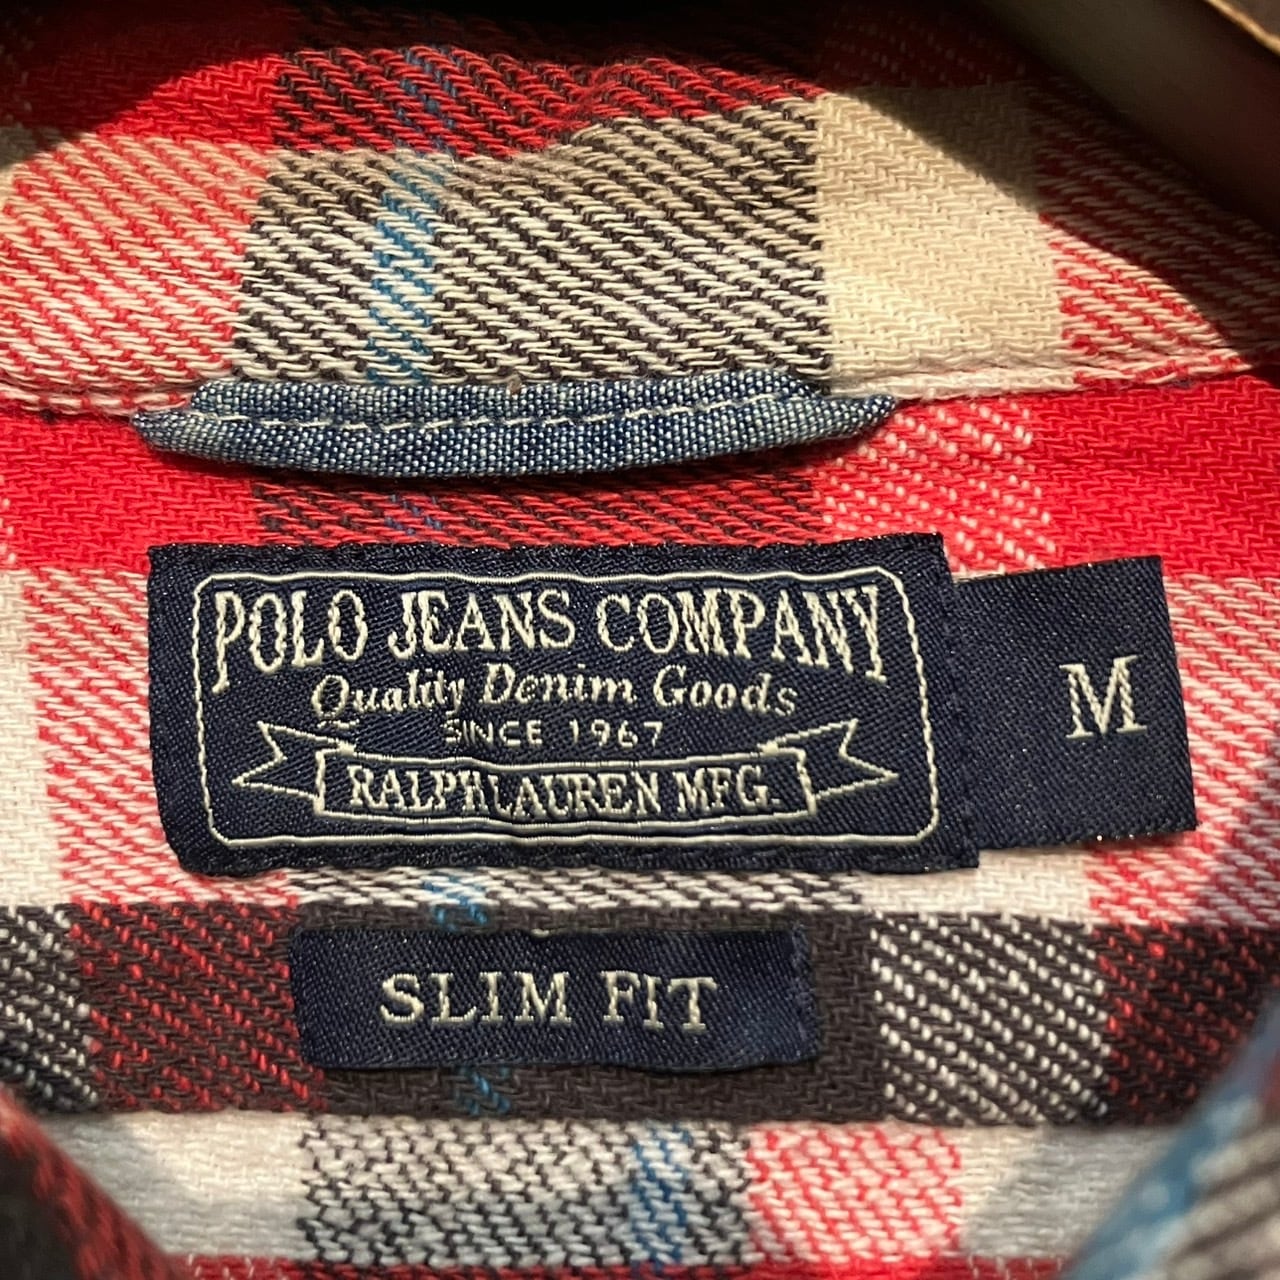 POLO JEANS COMPANY
Quality Denim Goods
SINCE 1967
RALPH LAUREN MFG.
M
SLIM FIT